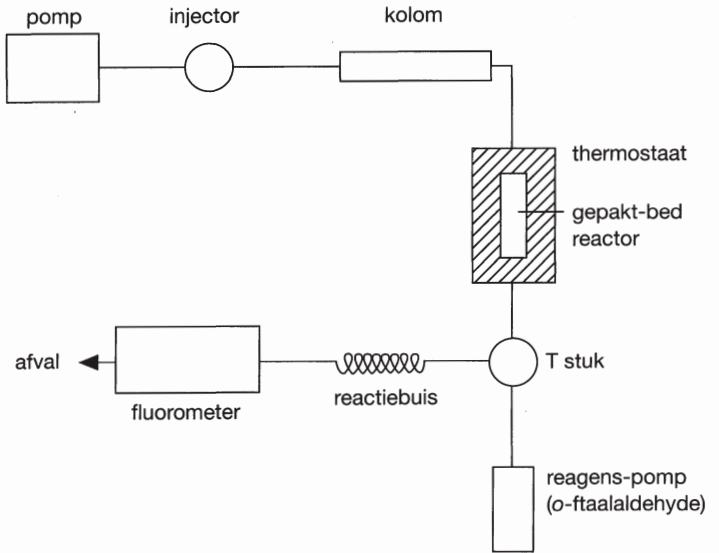 pomp
injector
kolom
thermostaat
gepakt-bed
reactor
T stuk
afval
fluorometer
reactiebuis
reagens-pomp
(o-ftaalaldehyde)